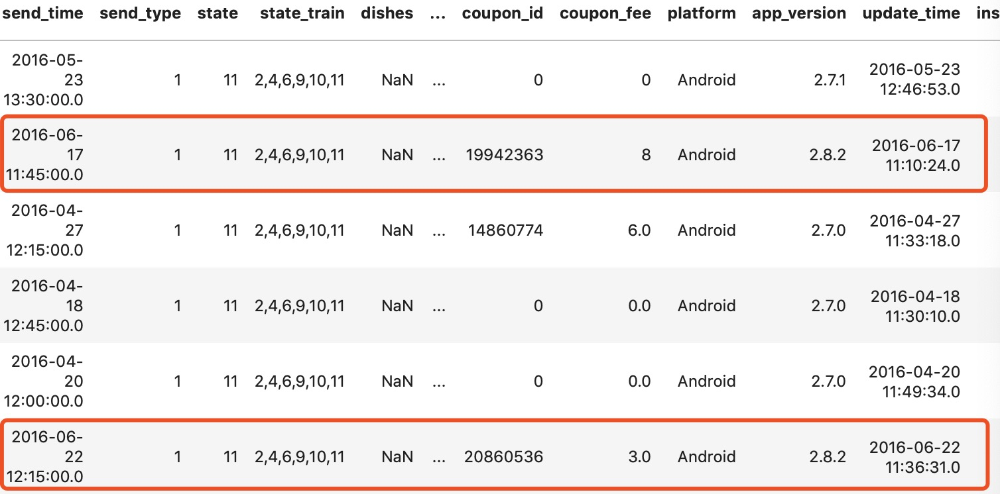 send_time send_type state state_train dishes ... coupon_id coupon_fee platform app_version update_time ins
2016-05-
23
13:30:00.0 1 11 2,4,6,9,10,11 NaN ... 0 0 Android 2.7.1 2016-05-23
12:46:53.0
2016-06-
17
11:45:00.0 1 11 2,4,6,9,10,11 NaN ... 19942363 8 Android 2.8.2 2016-06-17
11:10:24.0
2016-04-
27
12:15:00.0 1 11 2,4,6,9,10,11 NaN ... 14860774 6.0 Android 2.7.0 2016-04-27
11:33:18.0
2016-04-
18
12:45:00.0 1 11 2,4,6,9,10,11 NaN ... 0 0.0 Android 2.7.0 2016-04-18
11:30:10.0
2016-04-
20
12:00:00.0 1 11 2,4,6,9,10,11 NaN ... 0 0.0 Android 2.7.0 2016-04-20
11:49:34.0
2016-06-
22
12:15:00.0 1 11 2,4,6,9,10,11 NaN ... 20860536 3.0 Android 2.8.2 2016-06-22
11:36:31.0